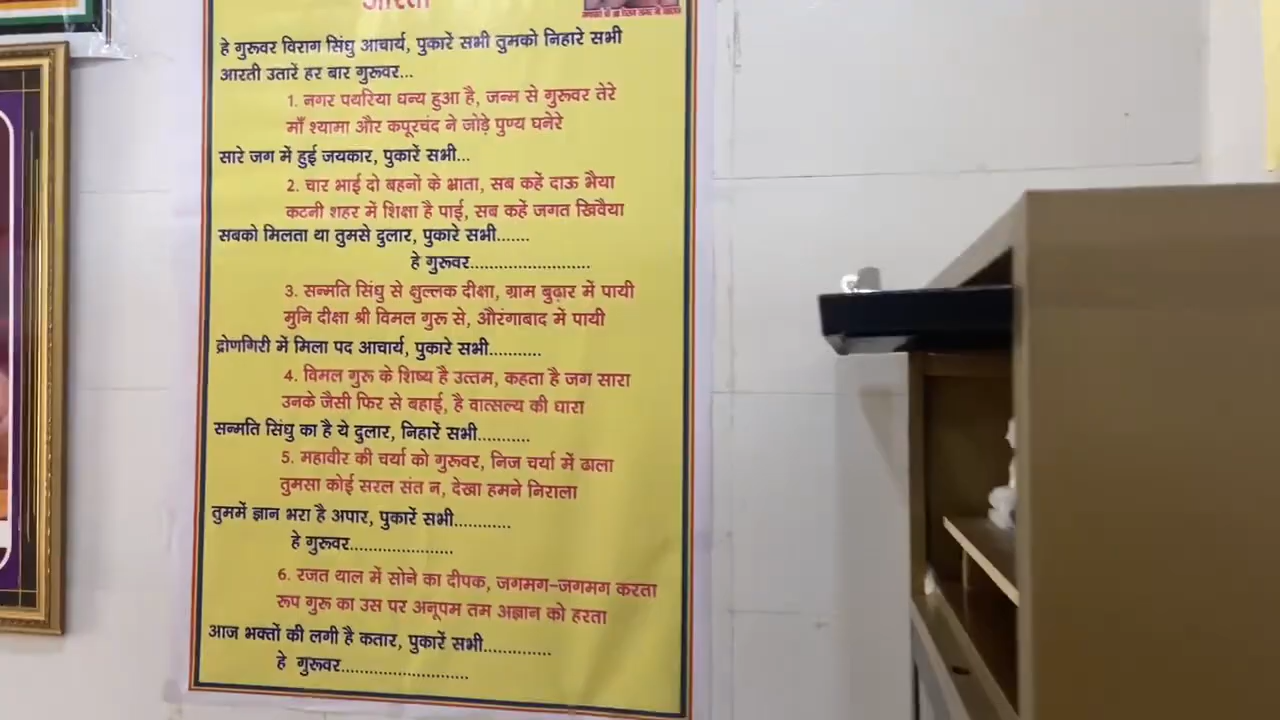 आरती
हे गुरूवर विराग सिंधु आचार्य, पुकारें सभी तुमको निहारे सभी
आरती उतारें हर बार गुरूवर...
1. नगर पथरिया धन्य हुआ है, जन्म से गुरूवर तेरे
माँ श्यामा और कपूरचंद ने जोड़े पुण्य घनेरे
सारे जग में हुई जयकार, पुकारें सभी...
2. चार भाई दो बहनों के भ्राता, सब कहें दाऊ भैया
कटनी शहर में शिक्षा है पाई, सब कहें जगत खिवैया
सबको मिलता था तुमसे दुलार, पुकारे सभी.......
हे गुरूवर.........................
3. सन्मति सिंधु से क्षुल्लक दीक्षा, ग्राम बुढ़ार में पायी
मुनि दीक्षा श्री विमल गुरू से, औरंगाबाद में पायी
द्रोणगिरी में मिला पद आचार्य, पुकारे सभी...........
4. विमल गुरू के शिष्य है उत्तम, कहता है जग सारा
उनके जैसी फिर से बहाई, है वात्सल्य की धारा
सन्मति सिंधु का है ये दुलार, निहारें सभी...........
5. महावीर की चर्या को गुरूवर, निज चर्या में ढाला
तुमसा कोई सरल संत न, देखा हमने निराला
तुममें ज्ञान भरा है अपार, पुकारें सभी............
हे गुरूवर......................
6. रजत थाल में सोने का दीपक, जगमग-जगमग करता
रूप गुरू का उस पर अनूपम तम अज्ञान को हरता
आज भक्तों की लगी है कतार, पुकारें सभी..............
हे गुरूवर...........................